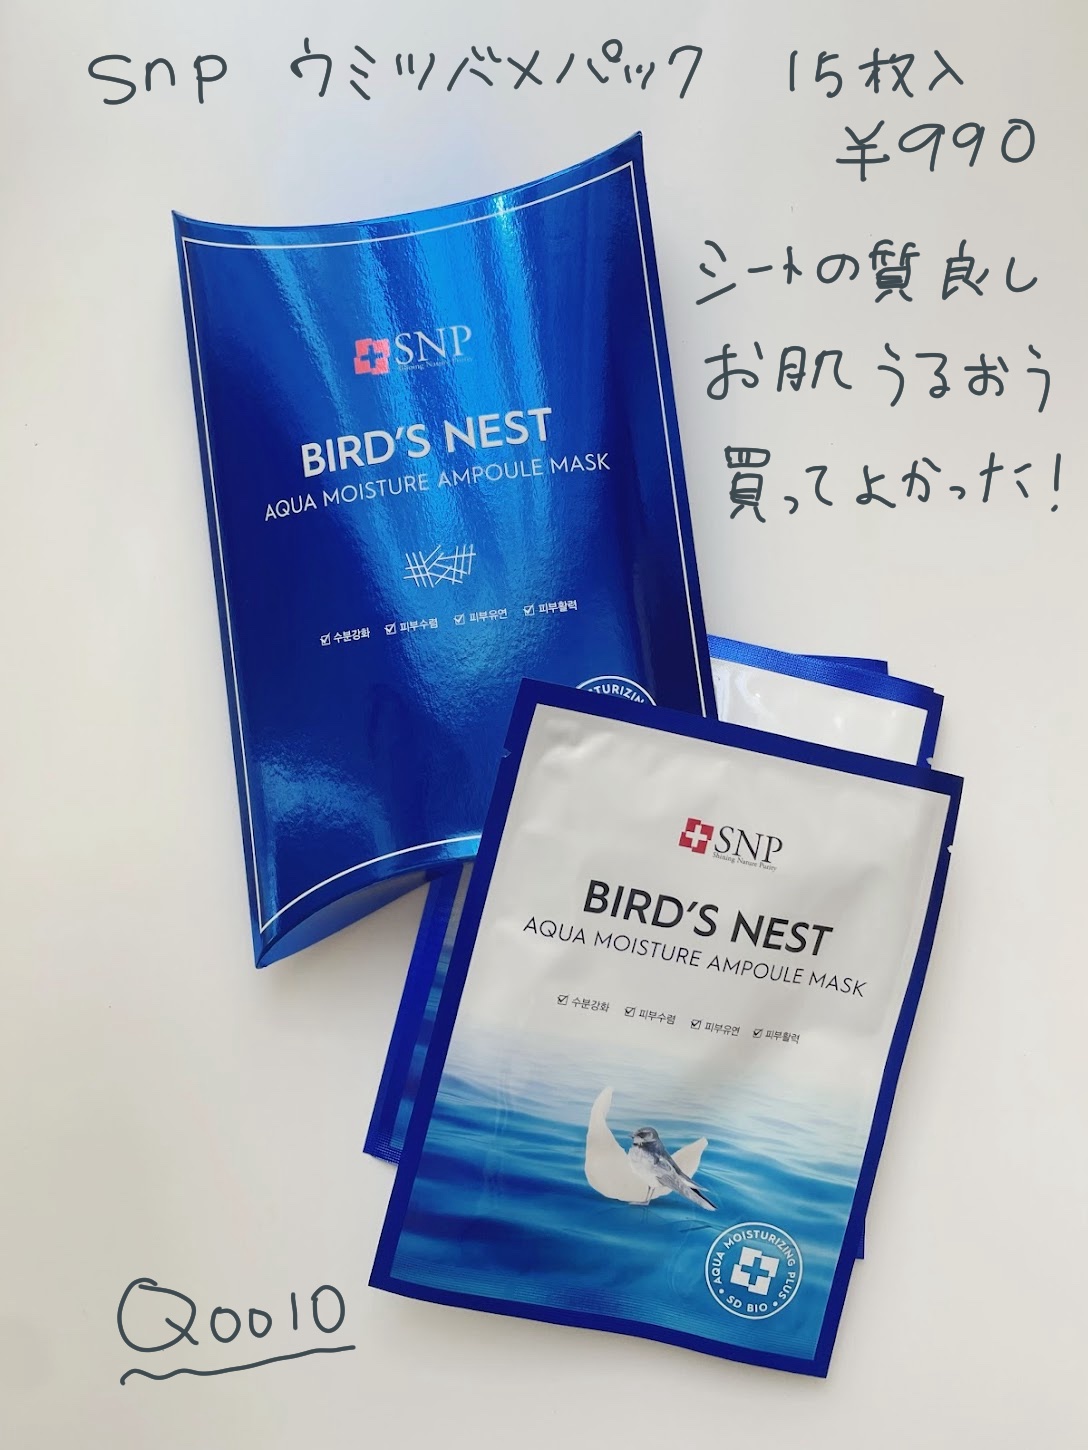 snp ウミツバメパック 15枚入
¥990
シートの質良し
お肌うるおう
買ってよかった!
SNP
BIRD'S NEST
AQUA MOISTURE AMPOULE MASK
수분강화 피부수렴 피부유연 피부활력
TURIZIN
SNP
Shining Nature Purity
BIRD'S NEST
AQUA MOISTURE AMPOULE MASK
수분강화 피부수렴 피부유연 피부활력
AQUA MOISTURIZING PLUS
SD BIO
Qoo10